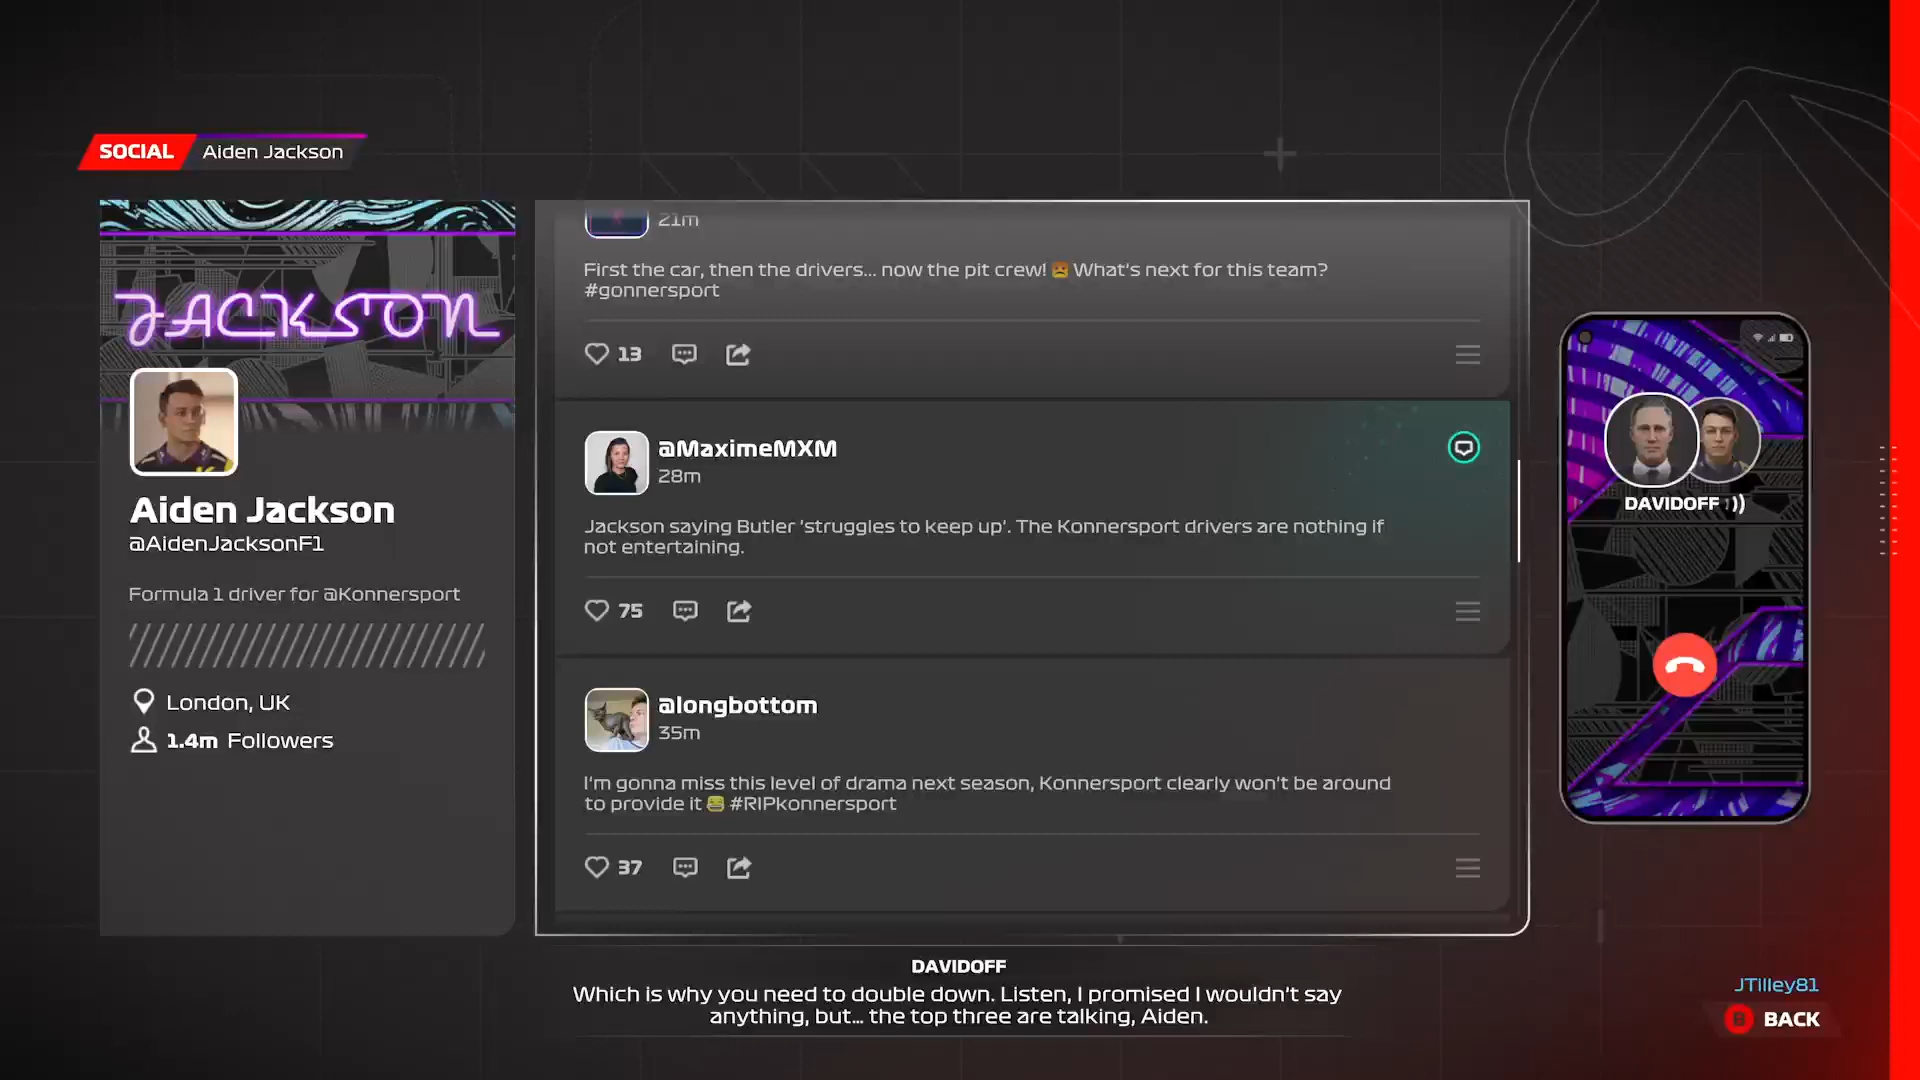 SOCIAL Aiden Jackson
JACKSON
Aiden Jackson
@AidenJacksonF1
Formula 1 driver for @Konnersport
London, UK
1.4m Followers
21m
First the car, then the drivers... now the pit crew! 😡 What's next for this team?
#gonnersport
13
@MaximeMXM
28m
Jackson saying Butler 'struggles to keep up'. The Konnersport drivers are nothing if
not entertaining.
75
@longbottom
35m
I'm gonna miss this level of drama next season, Konnersport clearly won't be around
to provide it 😆 #RIPkonnersport
37
DAVIDOFF
DAVIDOFF
Which is why you need to double down. Listen, I promised I wouldn't say
anything, but... the top three are talking, Aiden.
JTilley81
B BACK